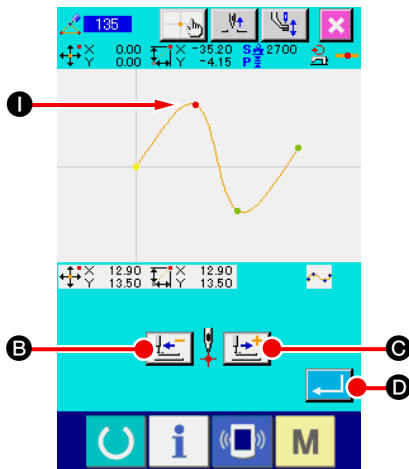 135
X 0.00 X -35.20 S 2700
Y 0.00 Y -4.15 P
I
X 12.90 X 12.90
Y 13.50 Y 13.50
B
C
D
i M